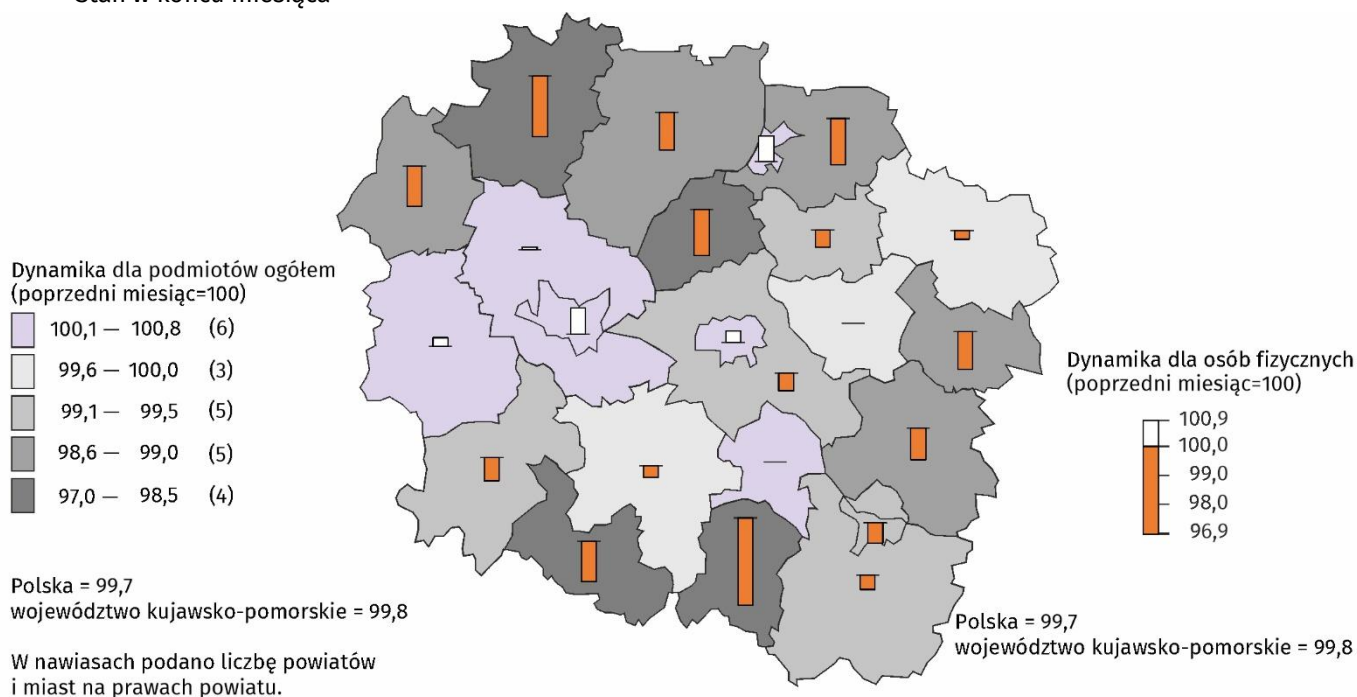 Stan w końcu miesiąca
Dynamika dla podmiotów ogółem
(poprzedni miesiąc=100)
100,1 — 100,8 (6)
99,6 — 100,0 (3)
99,1 — 99,5 (5)
98,6 — 99,0 (5)
97,0 — 98,5 (4)
Polska = 99,7
województwo kujawsko-pomorskie = 99,8
W nawiasach podano liczbę powiatów
i miast na prawach powiatu.
Dynamika dla osób fizycznych
(poprzedni miesiąc=100)
100,9
100,0
99,0
98,0
96,9
Polska = 99,7
województwo kujawsko-pomorskie = 99,8